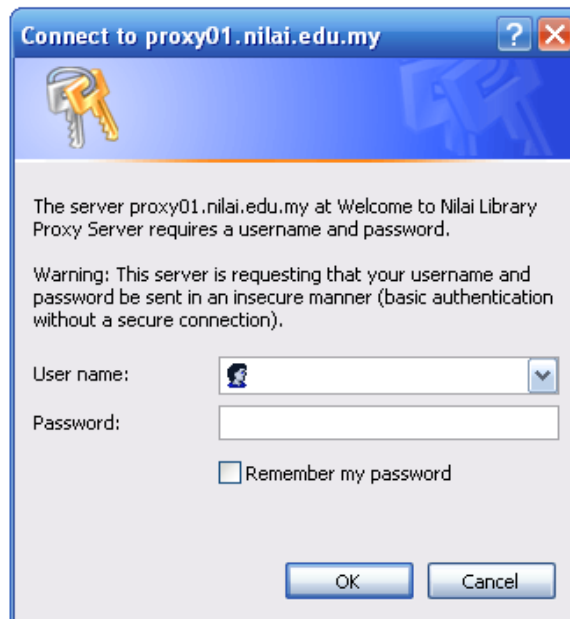 Connect to proxy01.nilai.edu.my
The server proxy01.nilai.edu.my at Welcome to Nilai Library
Proxy Server requires a username and password.
Warning: This server is requesting that your username and
password be sent in an insecure manner (basic authentication
without a secure connection).
User name:
Password:
Remember my password
OK Cancel